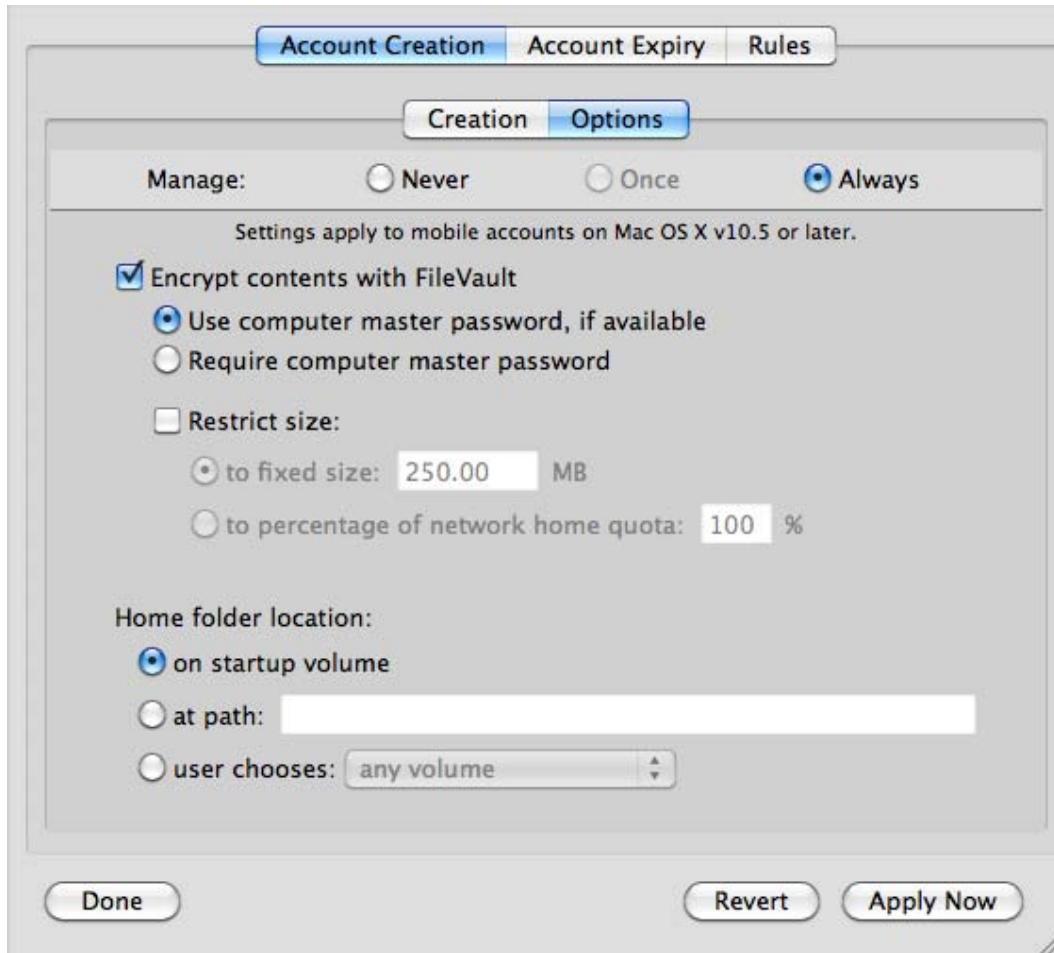 Account Creation Account Expiry Rules
Creation Options
Manage: Never Once Always
Settings apply to mobile accounts on Mac OS X v10.5 or later.
Encrypt contents with FileVault
Use computer master password, if available
Require computer master password
Restrict size:
to fixed size: 250.00 MB
to percentage of network home quota: 100 %
Home folder location:
on startup volume
at path:
user chooses: any volume
Done Revert Apply Now